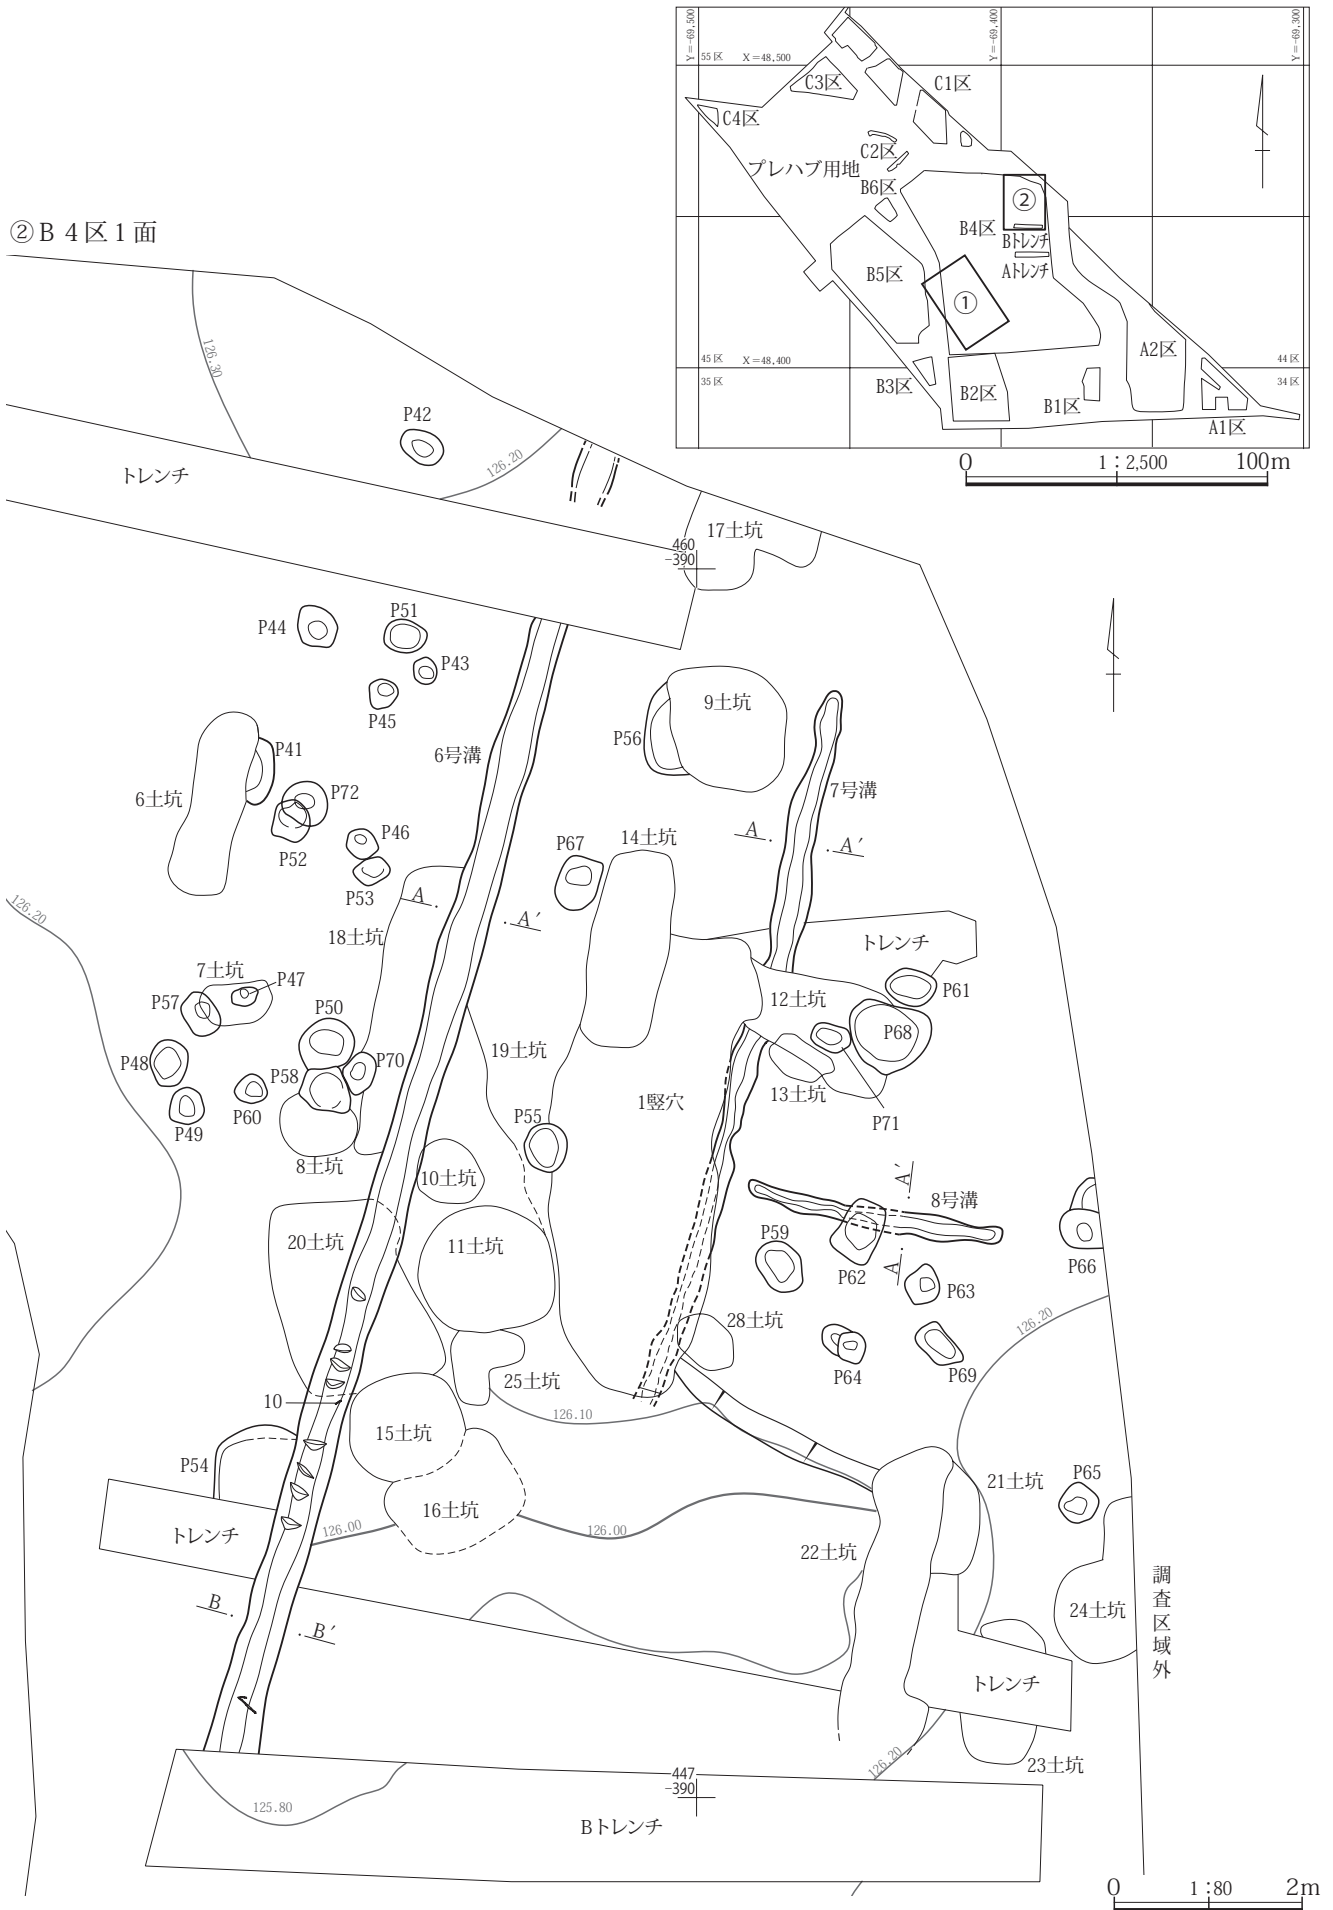 Y=-69,500
Y=-69,400
Y=-69,300
55区
X=48,500
C3区
C1区
C4区
C2区
プレハブ用地
B6区
②
B4区
Bトレンチ
Aトレンチ
B5区
①
A2区
45区
X=48,400
44区
35区
34区
B3区
B2区
B1区
A1区
0
1:2,500
100m
②B4区1面
126.30
P42
トレンチ
126.20
17土坑
460
-390
P44
P51
P43
P45
9土坑
P56
6号溝
7号溝
P41
6土坑
P72
P46
P52
P53
A
A′
14土坑
P67
A
A′
18土坑
126.20
トレンチ
7土坑
P47
P57
P50
12土坑
P61
P68
19土坑
P48
P58
P70
13土坑
P60
P49
1竪穴
P55
P71
8土坑
10土坑
A′
8号溝
20土坑
11土坑
P59
P62
A
P63
P66
28土坑
126.20
P64
P69
25土坑
10
126.10
15土坑
P54
21土坑
P65
16土坑
トレンチ
126.00
126.00
22土坑
調査区域外
B
B′
24土坑
トレンチ
126.20
23土坑
447
-390
125.80
Bトレンチ
0
1:80
2m